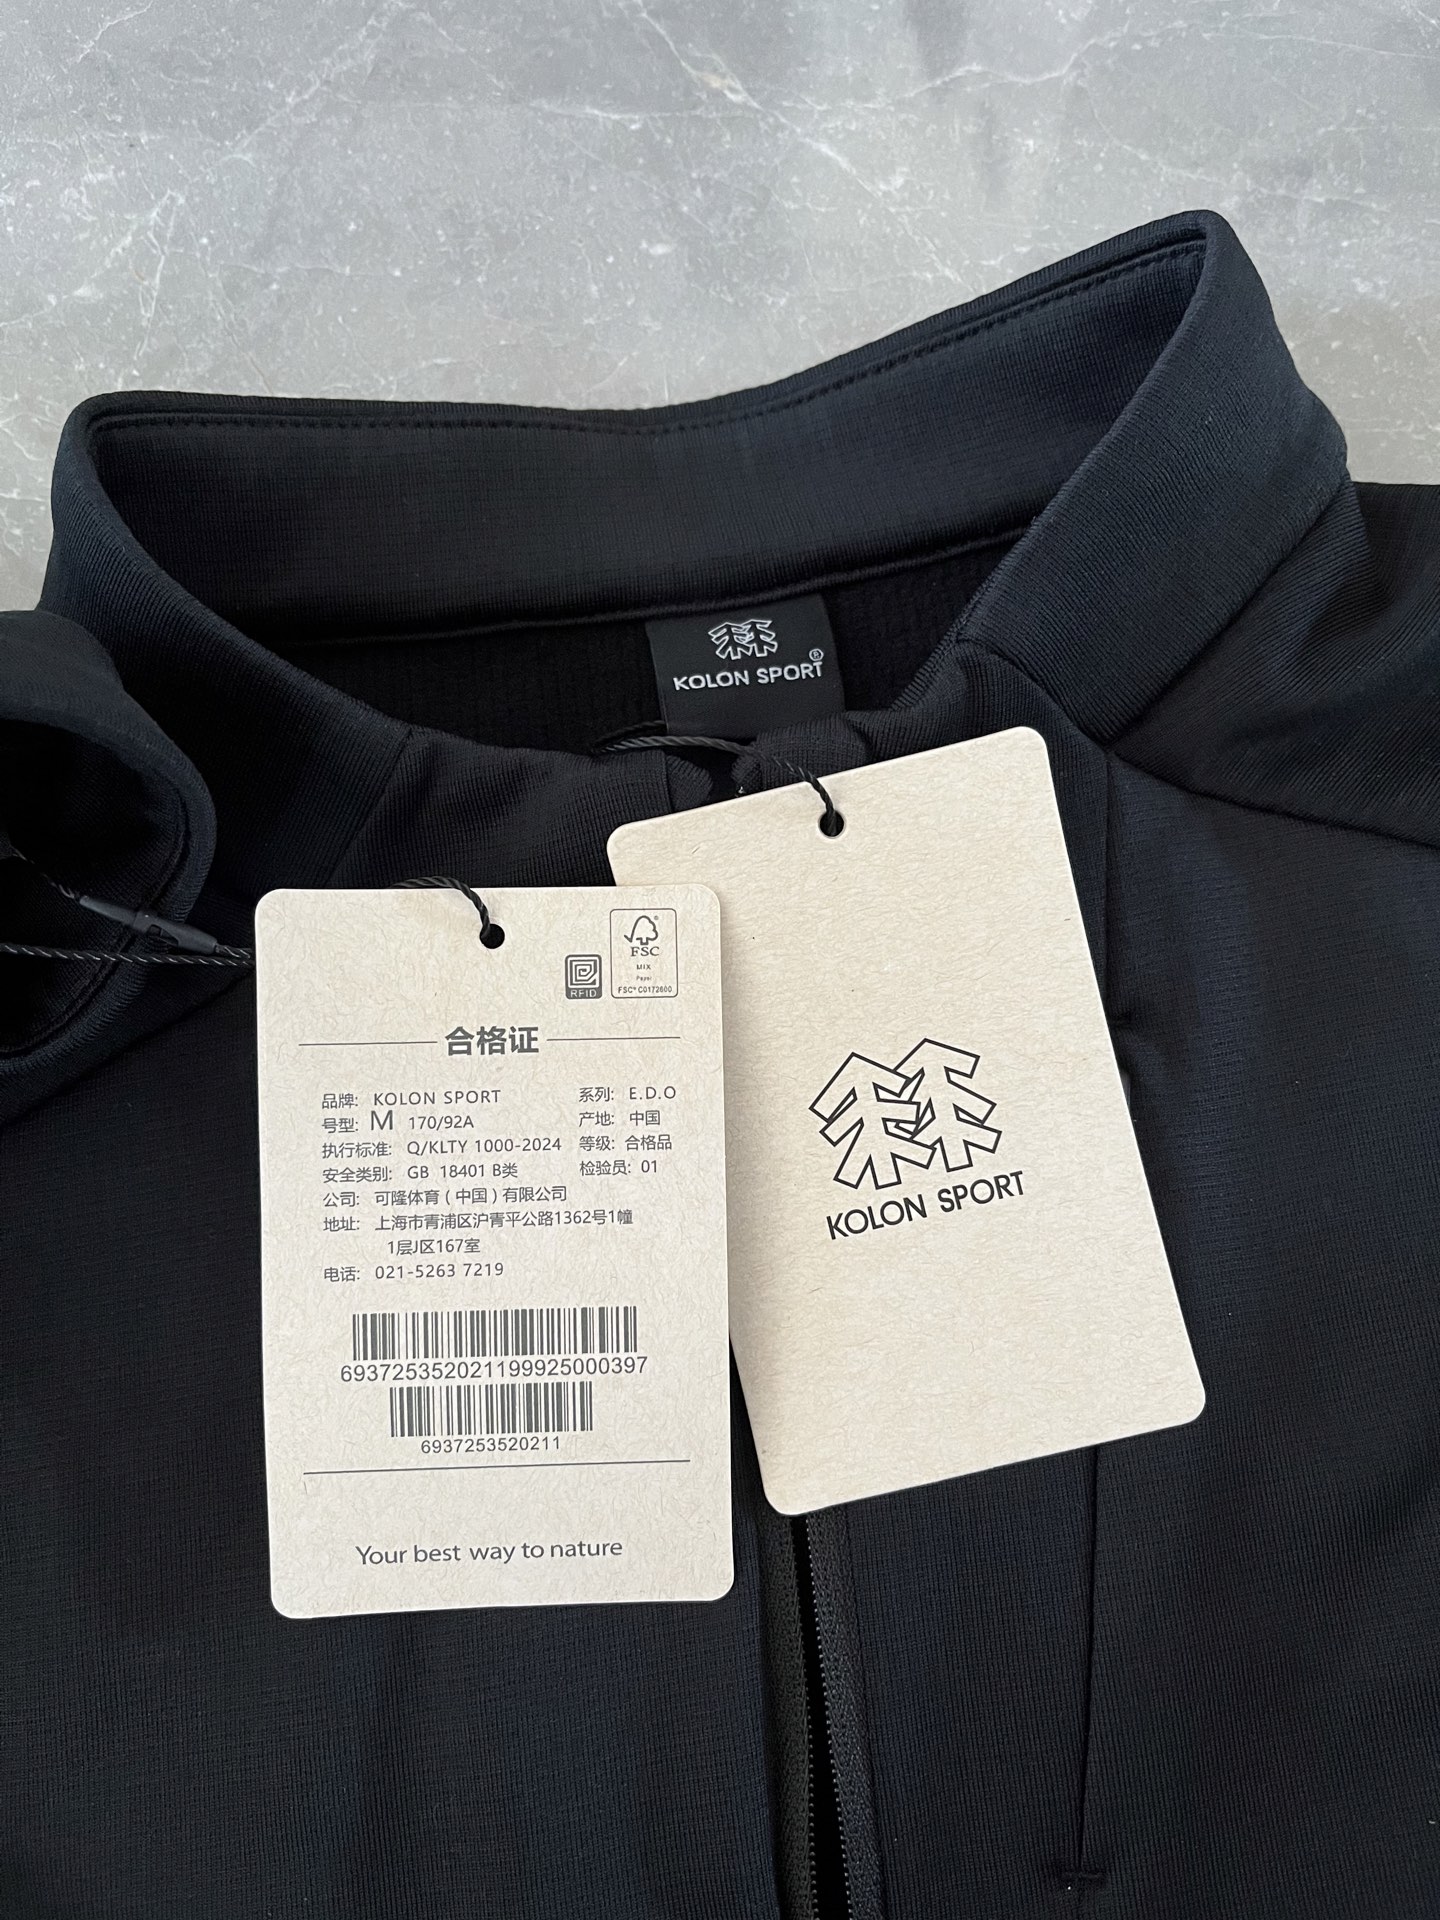 KOLON SPORT®
FSC®
MIX
Paper
FSC® C0172600
RFID
合格证
品牌: KOLON SPORT 系列: E.D.O
号型: M 170/92A 产地: 中国
执行标准: Q/KLTY 1000-2024 等级: 合格品
安全类别: GB 18401 B类 检验员: 01
公司: 可隆体育(中国)有限公司
地址: 上海市青浦区沪青平公路1362号1幢
1层J区167室
电话: 021-5263 7219
693725352021199925000397
6937253520211
Your best way to nature
KOLON SPORT